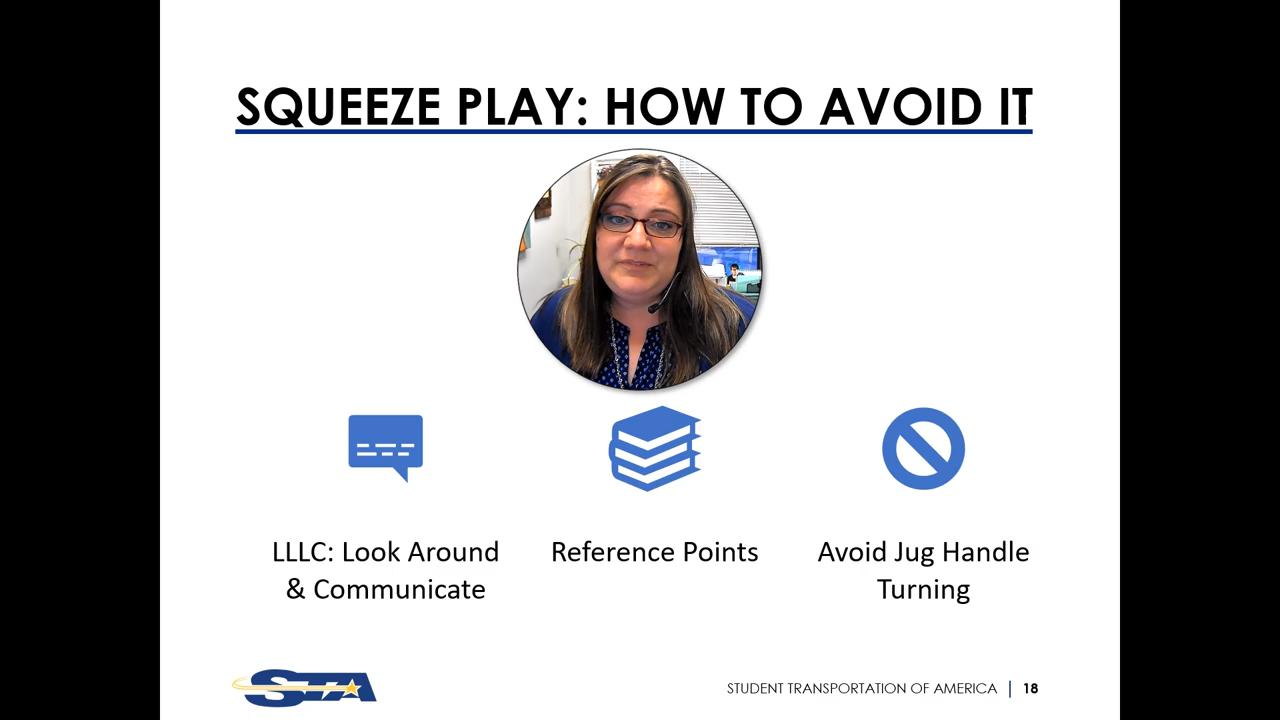 SQUEEZE PLAY: HOW TO AVOID IT
LLLC: Look Around
& Communicate
Reference Points
Avoid Jug Handle
Turning
STA
STUDENT TRANSPORTATION OF AMERICA | 18